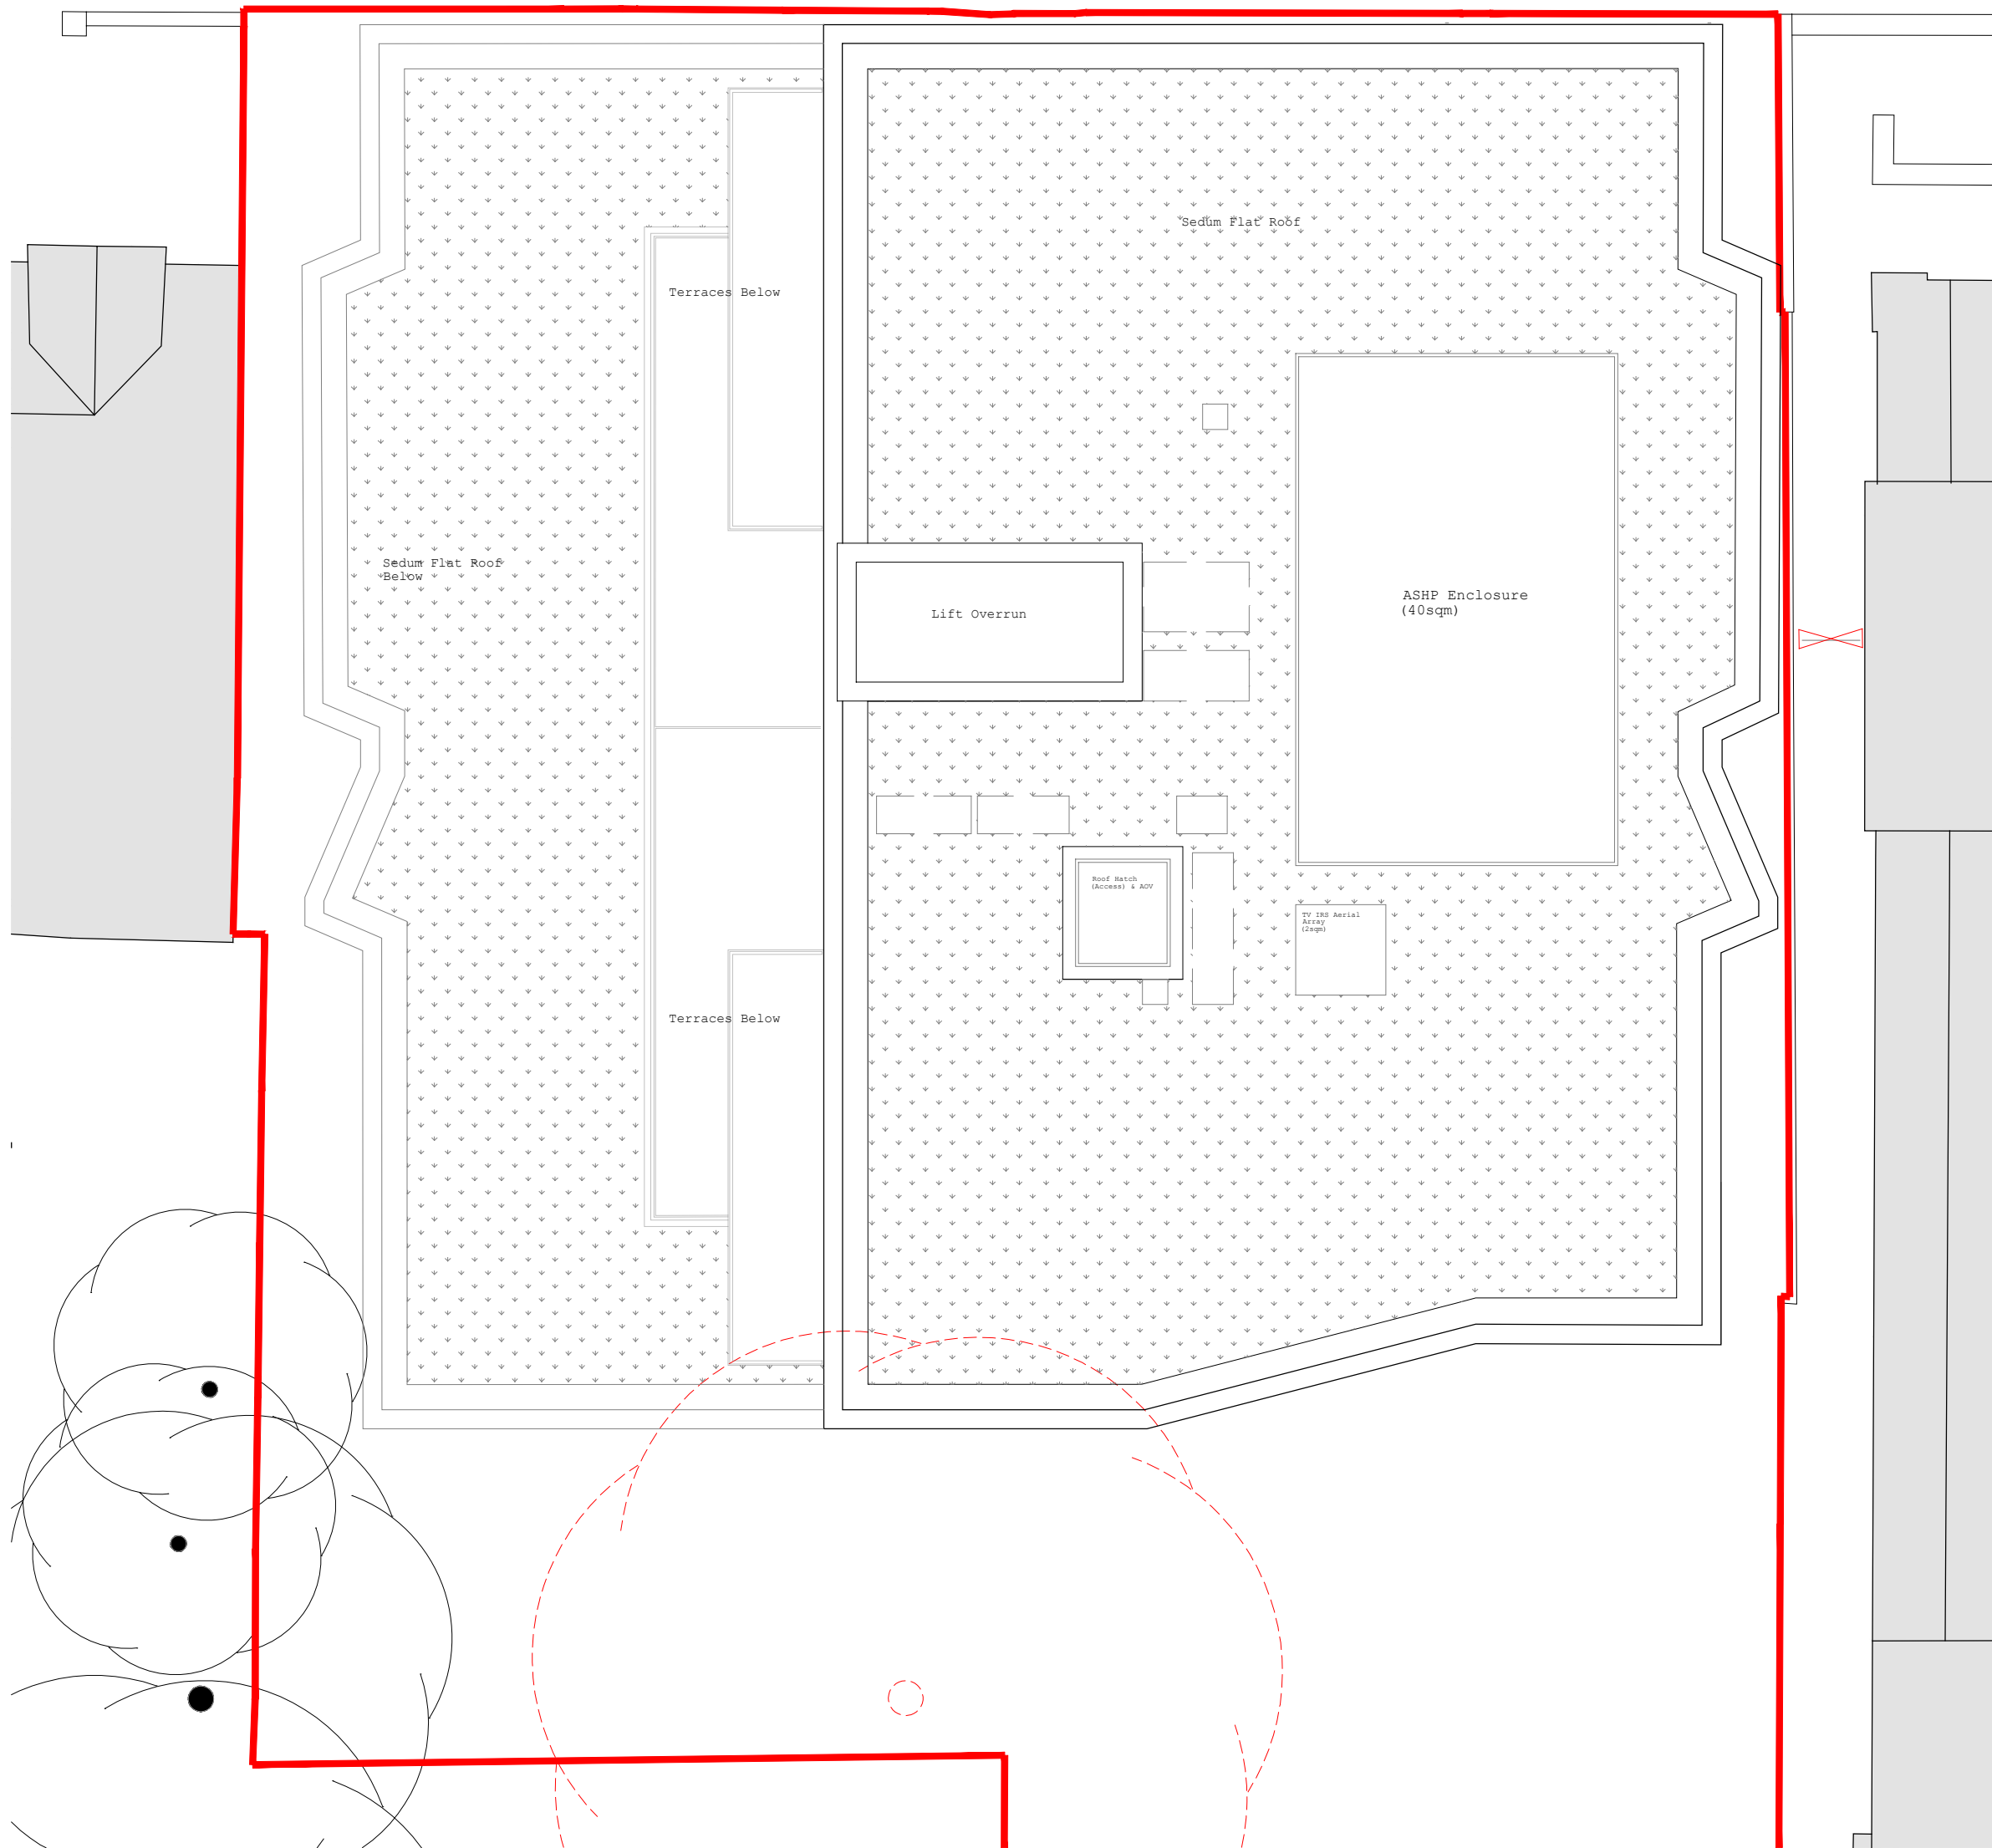 Sedum Flat Roof
Terraces Below
Sedum Flat Roof
Below
ASHP Enclosure
(40sqm)
Lift Overrun
Roof Hatch
(Access) & AOV
TV IRS Aerial
Array
(2sqm)
Terraces Below